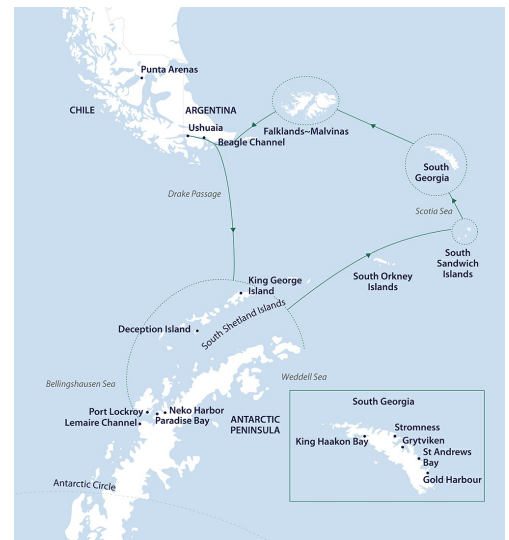 Punta Arenas
CHILE
ARGENTINA
Ushuaia
Beagle Channel
Falklands~Malvinas
South
Georgia
Drake Passage
Scotia Sea
South
Sandwich
Islands
South Orkney
Islands
King George
Island
South Shetland Islands
Deception Island
Weddell Sea
Bellingshausen Sea
Port Lockroy
Neko Harbor
Lemaire Channel
Paradise Bay
ANTARCTIC
PENINSULA
Antarctic Circle
South Georgia
Stromness
King Haakon Bay
Grytviken
St Andrews
Bay
Gold Harbour